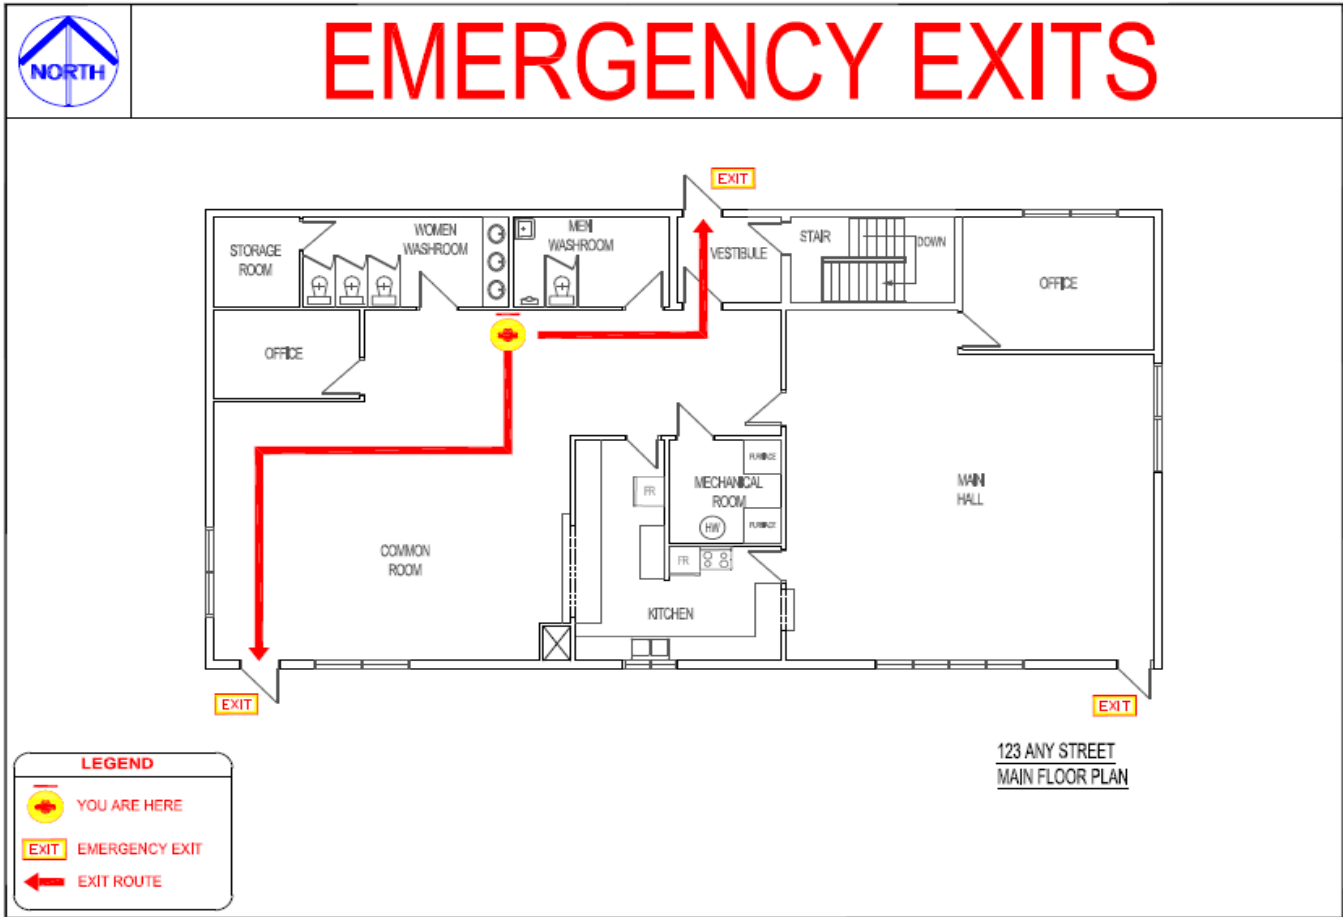 NORTH
EMERGENCY EXITS
EXIT
STORAGE
ROOM
WOMEN
WASHROOM
MEN
WASHROOM
VESTIBULE
STAIR
DOWN
OFFICE
OFFICE
FURNACE
MECHANICAL
ROOM
FR
HW
FURNACE
MAIN
HALL
COMMON
ROOM
FR
KITCHEN
EXIT
EXIT
123 ANY STREET
MAIN FLOOR PLAN
LEGEND
YOU ARE HERE
EXIT EMERGENCY EXIT
EXIT ROUTE